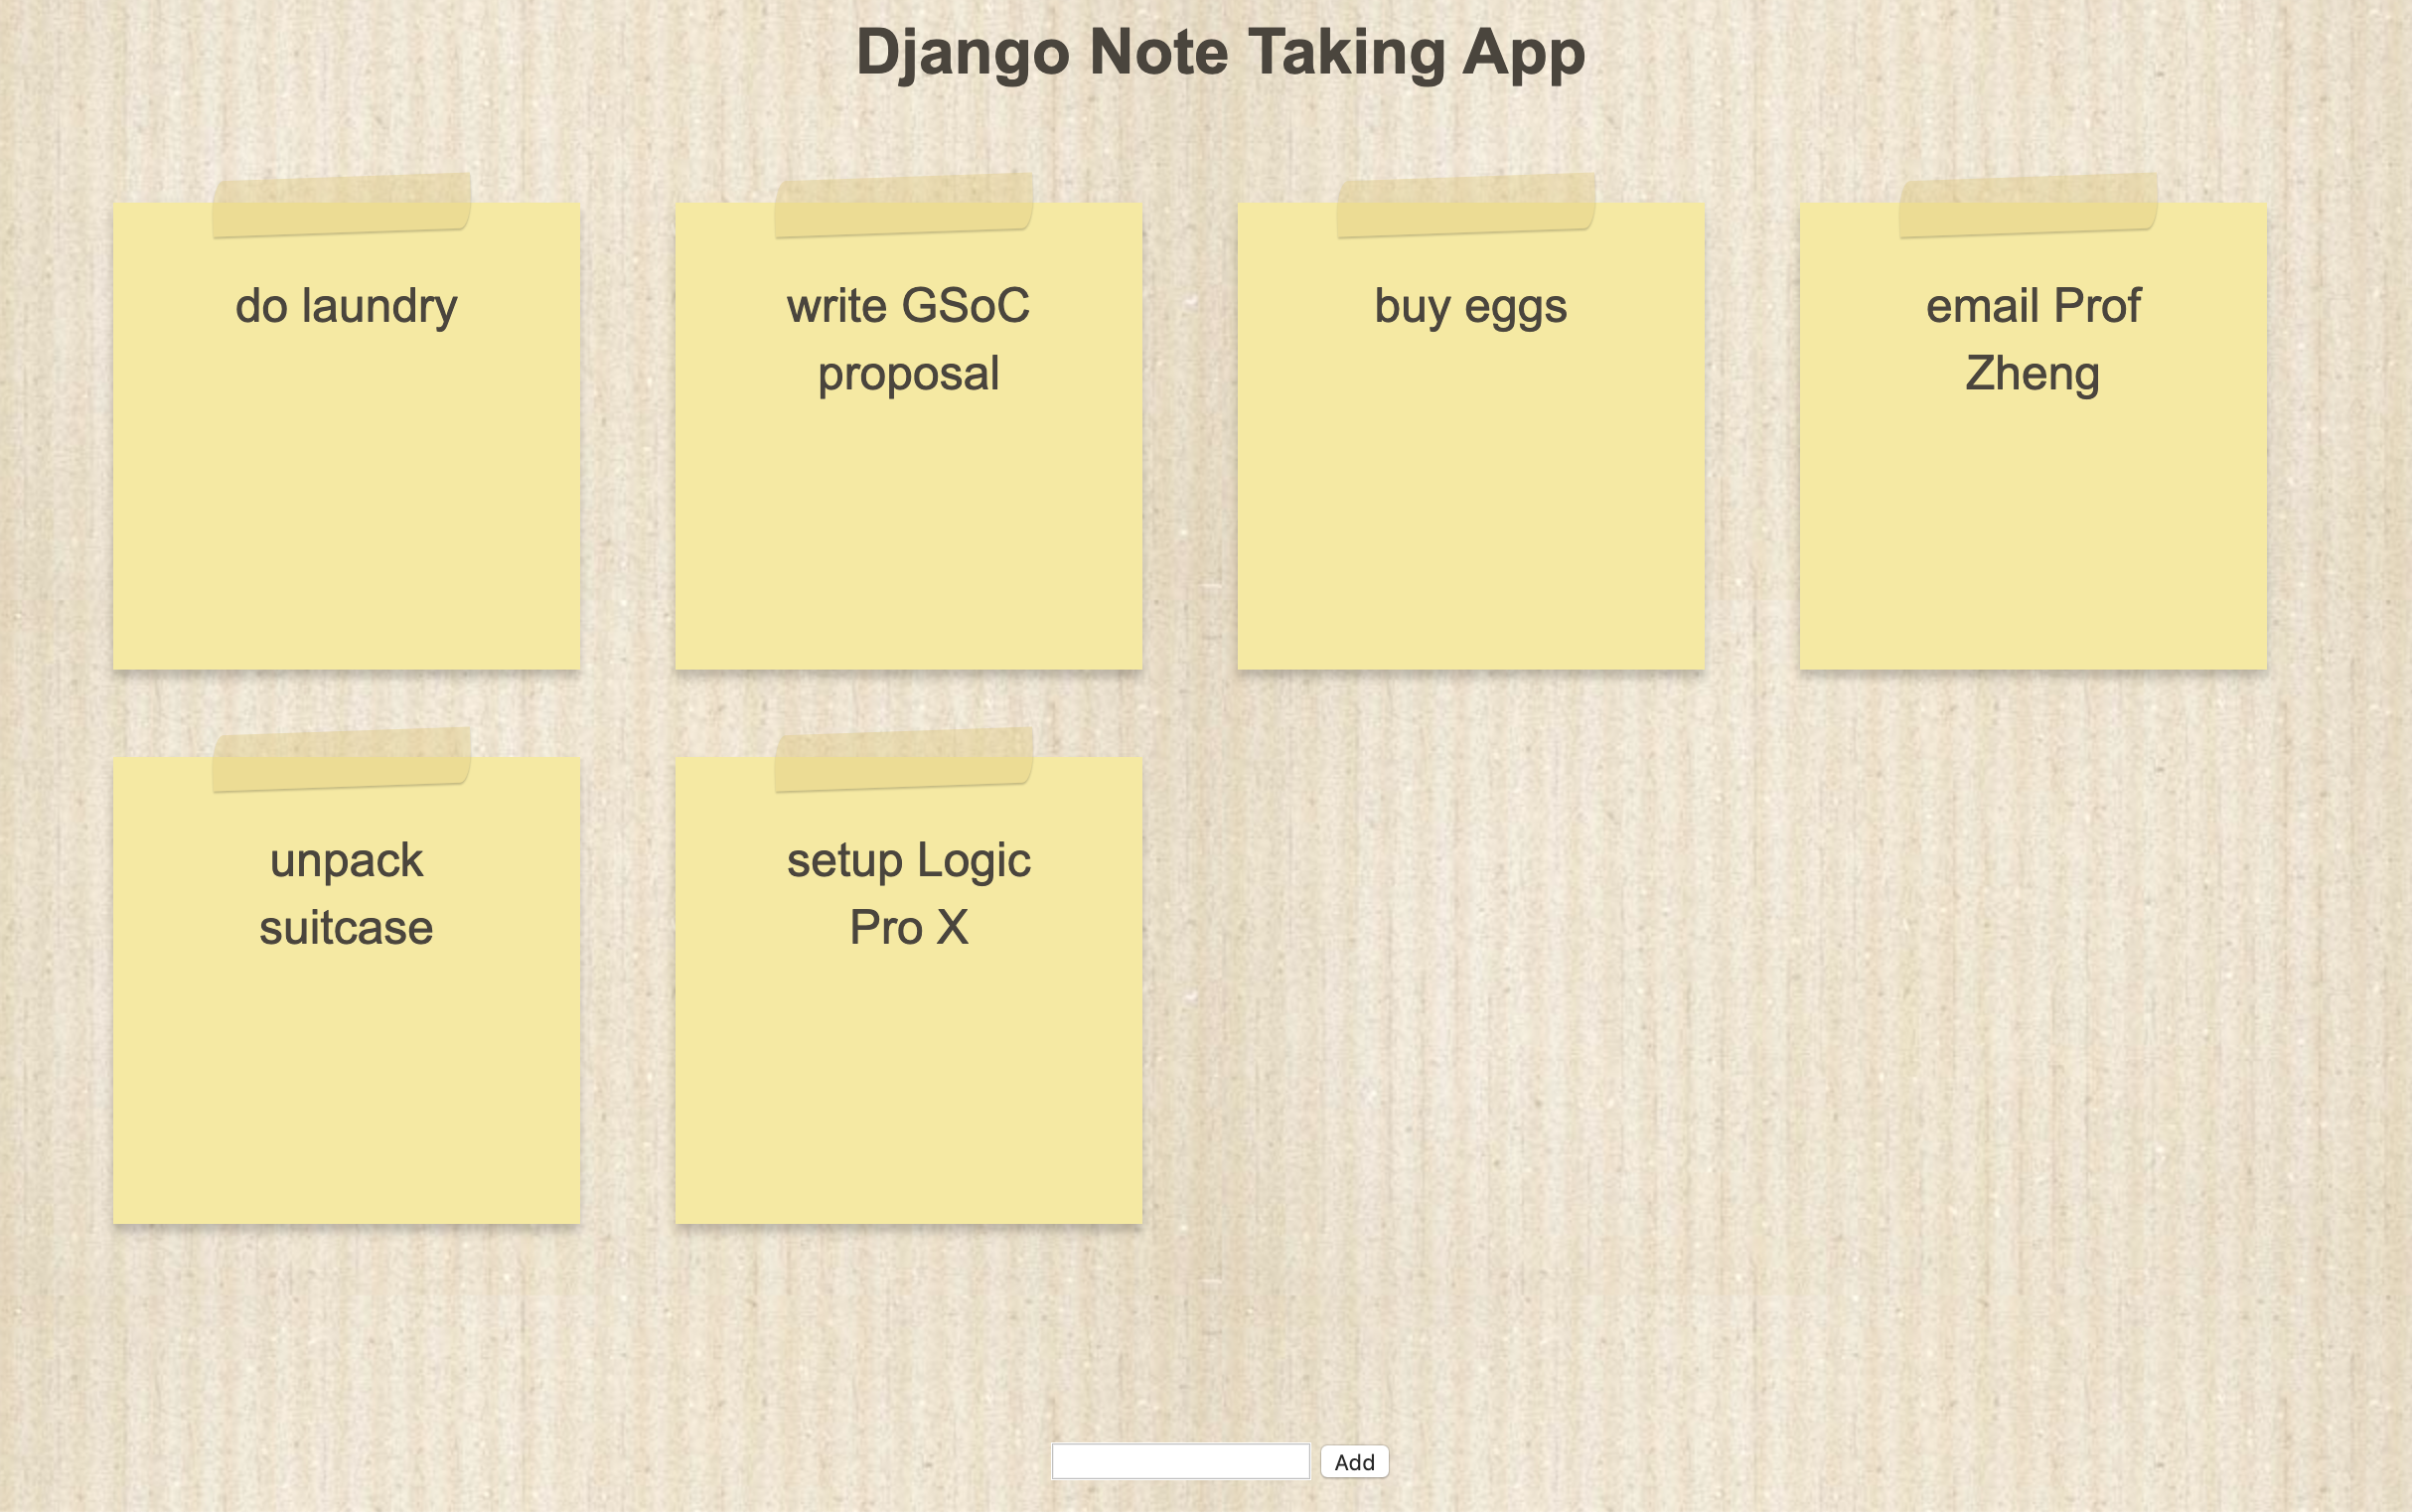 Django Note Taking App
do laundry
write GSoC
proposal
buy eggs
email Prof
Zheng
unpack
suitcase
setup Logic
Pro X
Add